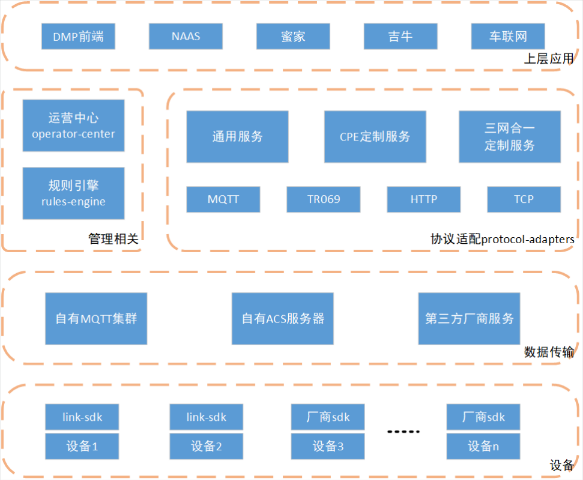 DMP前端
NAAS
蜜家
吉牛
车联网
上层应用
运营中心
operator-center
规则引擎
rules-engine
管理相关
通用服务
CPE定制服务
三网合一
定制服务
MQTT
TR069
HTTP
TCP
协议适配protocol-adapters
自有MQTT集群
自有ACS服务器
第三方厂商服务
数据传输
link-sdk
link-sdk
厂商sdk
厂商sdk
设备1
设备2
设备3
设备n
设备